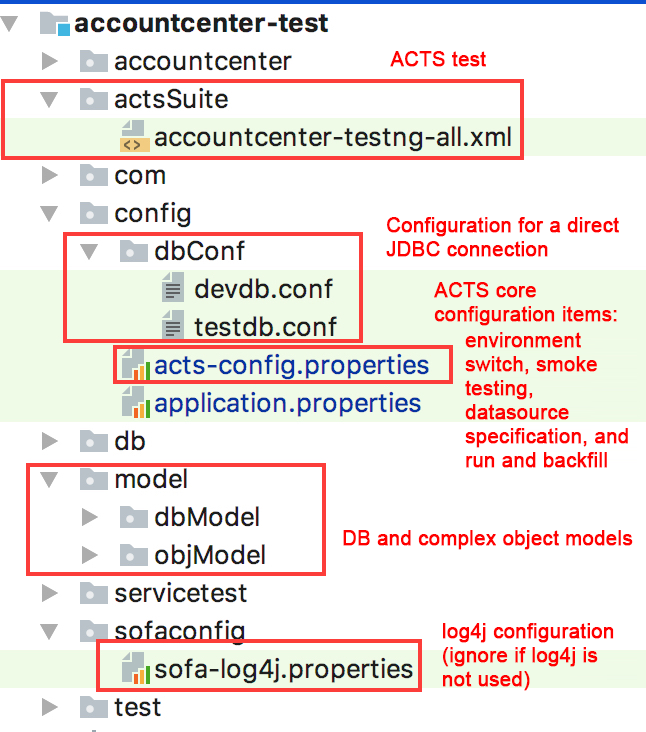 accountcenter-test
accountcenter
ACTS test
actsSuite
accountcenter-testng-all.xml
com
config
Configuration for a direct
JDBC connection
dbConf
devdb.conf
testdb.conf
ACTS core
configuration items:
environment
switch, smoke
testing,
datasource
specification, and
run and backfill
acts-config.properties
application.properties
db
model
dbModel
objModel
DB and complex object models
servicetest
sofaconfig
sofa-log4j.properties
log4j configuration
(ignore if log4j is
not used)
test